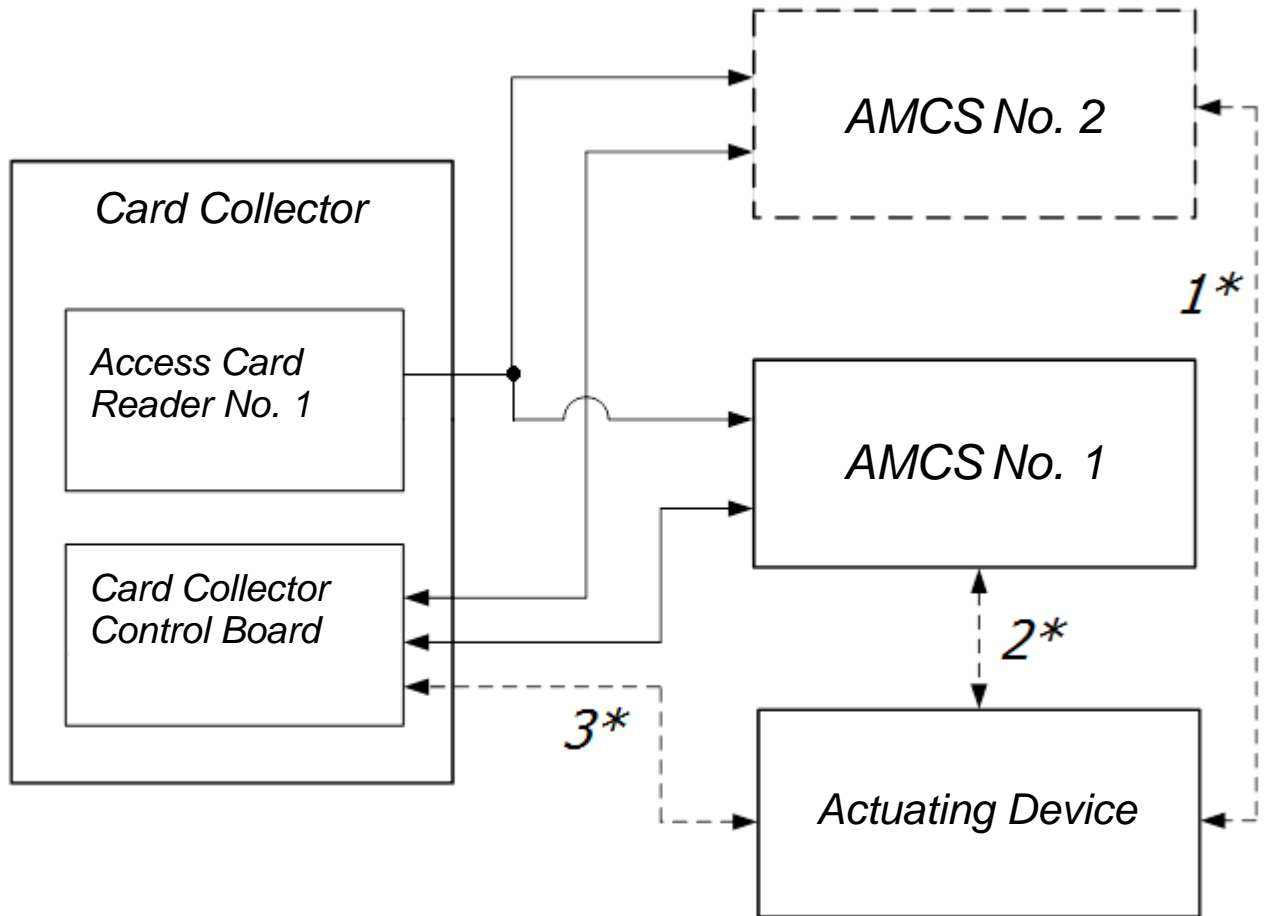 AMCS No. 2
Card Collector
1*
Access Card
Reader No. 1
AMCS No. 1
Card Collector
Control Board
2*
3*
Actuating Device